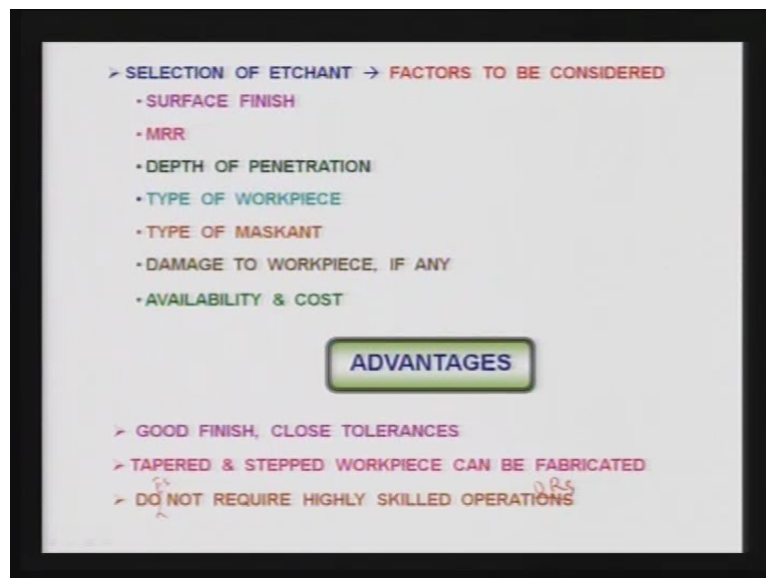 ➢ SELECTION OF ETCHANT → FACTORS TO BE CONSIDERED
• SURFACE FINISH
• MRR
• DEPTH OF PENETRATION
• TYPE OF WORKPIECE
• TYPE OF MASKANT
• DAMAGE TO WORKPIECE, IF ANY
• AVAILABILITY & COST
ADVANTAGES
➢ GOOD FINISH, CLOSE TOLERANCES
➢ TAPERED & STEPPED WORKPIECE CAN BE FABRICATED
ES ORS
➢ DO NOT REQUIRE HIGHLY SKILLED OPERATIONS